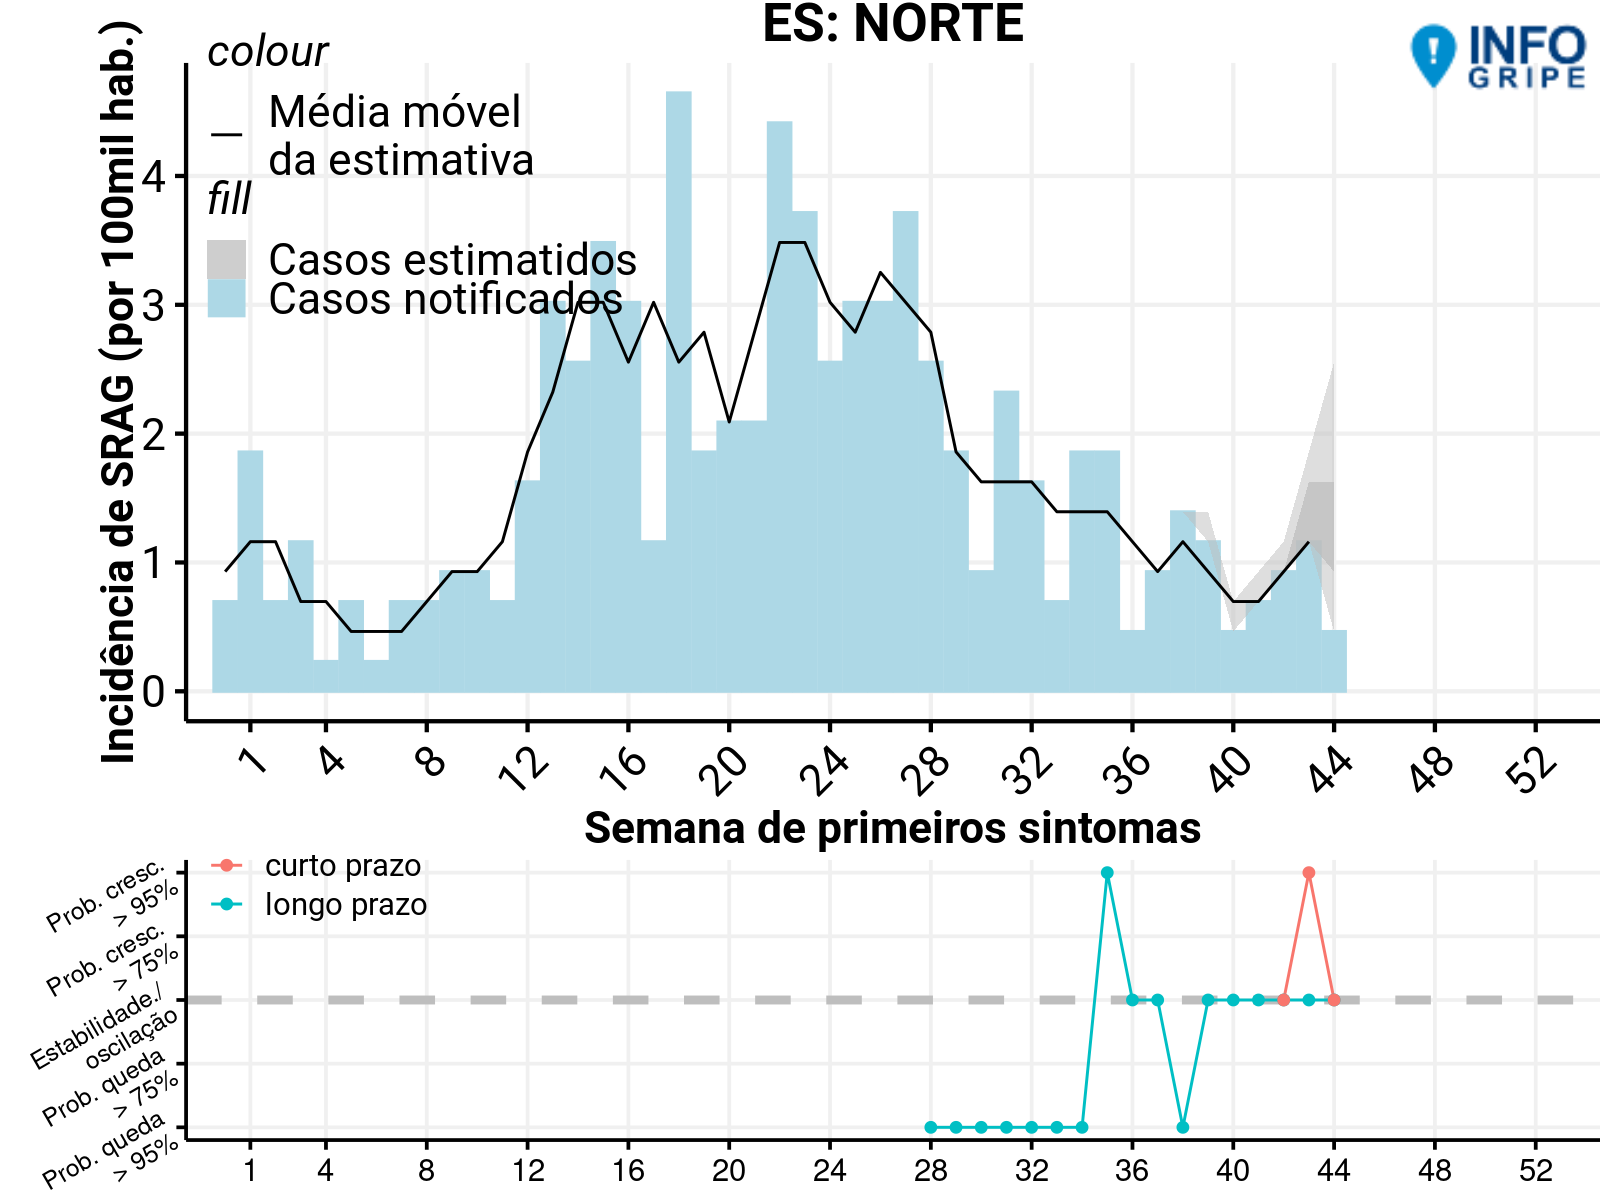 ES: NORTE
INFO
GRIPE
colour
Média móvel
da estimativa
fill
Casos estimatidos
Casos notificados
Incidência de SRAG (por 100mil hab.)
4
3
2
1
0
1 4 8 12 16 20 24 28 32 36 40 44 48 52
Semana de primeiros sintomas
curto prazo
longo prazo
Prob. cresc.
> 95%
Prob. cresc.
> 75%
Estabilidade./
oscilação
Prob. queda
> 75%
Prob. queda
> 95%
1 4 8 12 16 20 24 28 32 36 40 44 48 52